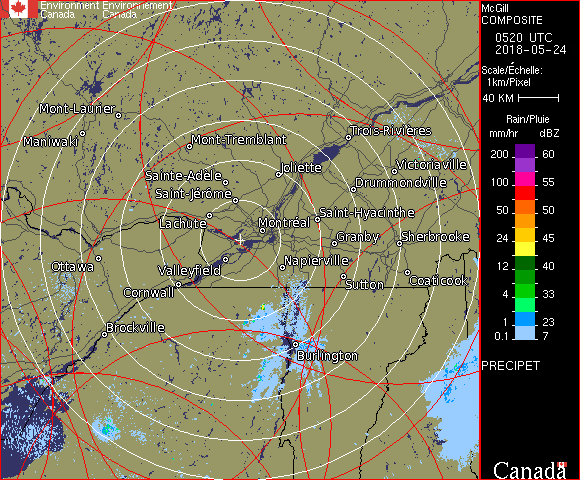 Environment Environnement
Canada Canada
McGill
COMPOSITE
0520 UTC
2018-05-24
Scale/Échelle:
1km/Pixel
40 KM
Rain/Pluie
mm/hr dBZ
200 60
155
100 55
50 50
24 45
12 40
4 33
1 23
0.1 7
PRECIPET
Canada
Mont-Laurier
Maniwaki
Mont-Tremblant
Trois-Rivières
Sainte-Adèle
Joliette
Victoriaville
Saint-Jérôme
Drummondville
Lachute
Montréal
Saint-Hyacinthe
Granby
Sherbrooke
Ottawa
Valleyfield
Napierville
Cornwall
Sutton
Coaticook
Brockville
Burlington